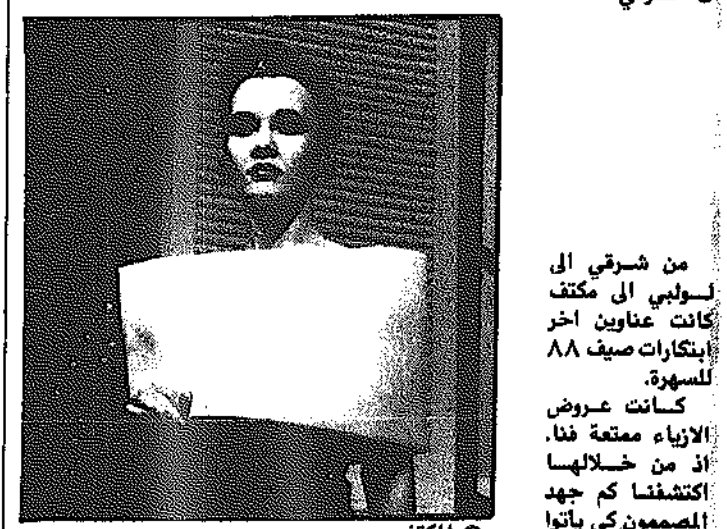 من شرقي الى
لولبي الى مكتف
كانت عناوين اخر
ابتكارات صيف ٨٨
للسهرة.
كانت عروض
الازياء ممتعة فنا،
اذ من خلالها
اكتشفنا كم جهد
المصممون كي يأتوا